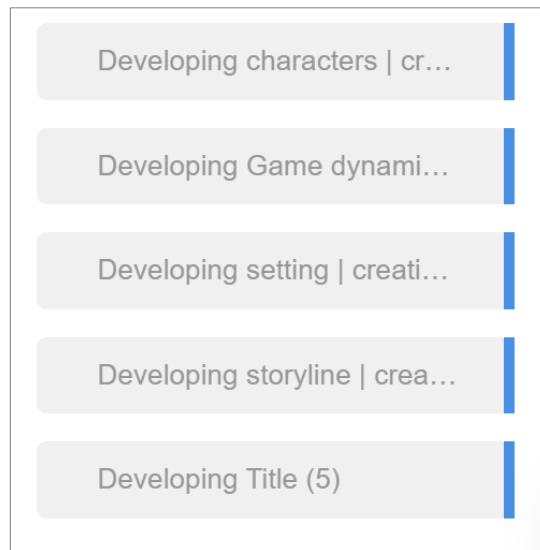 Developing characters | cr…
Developing Game dynami…
Developing setting | creati…
Developing storyline | crea…
Developing Title (5)